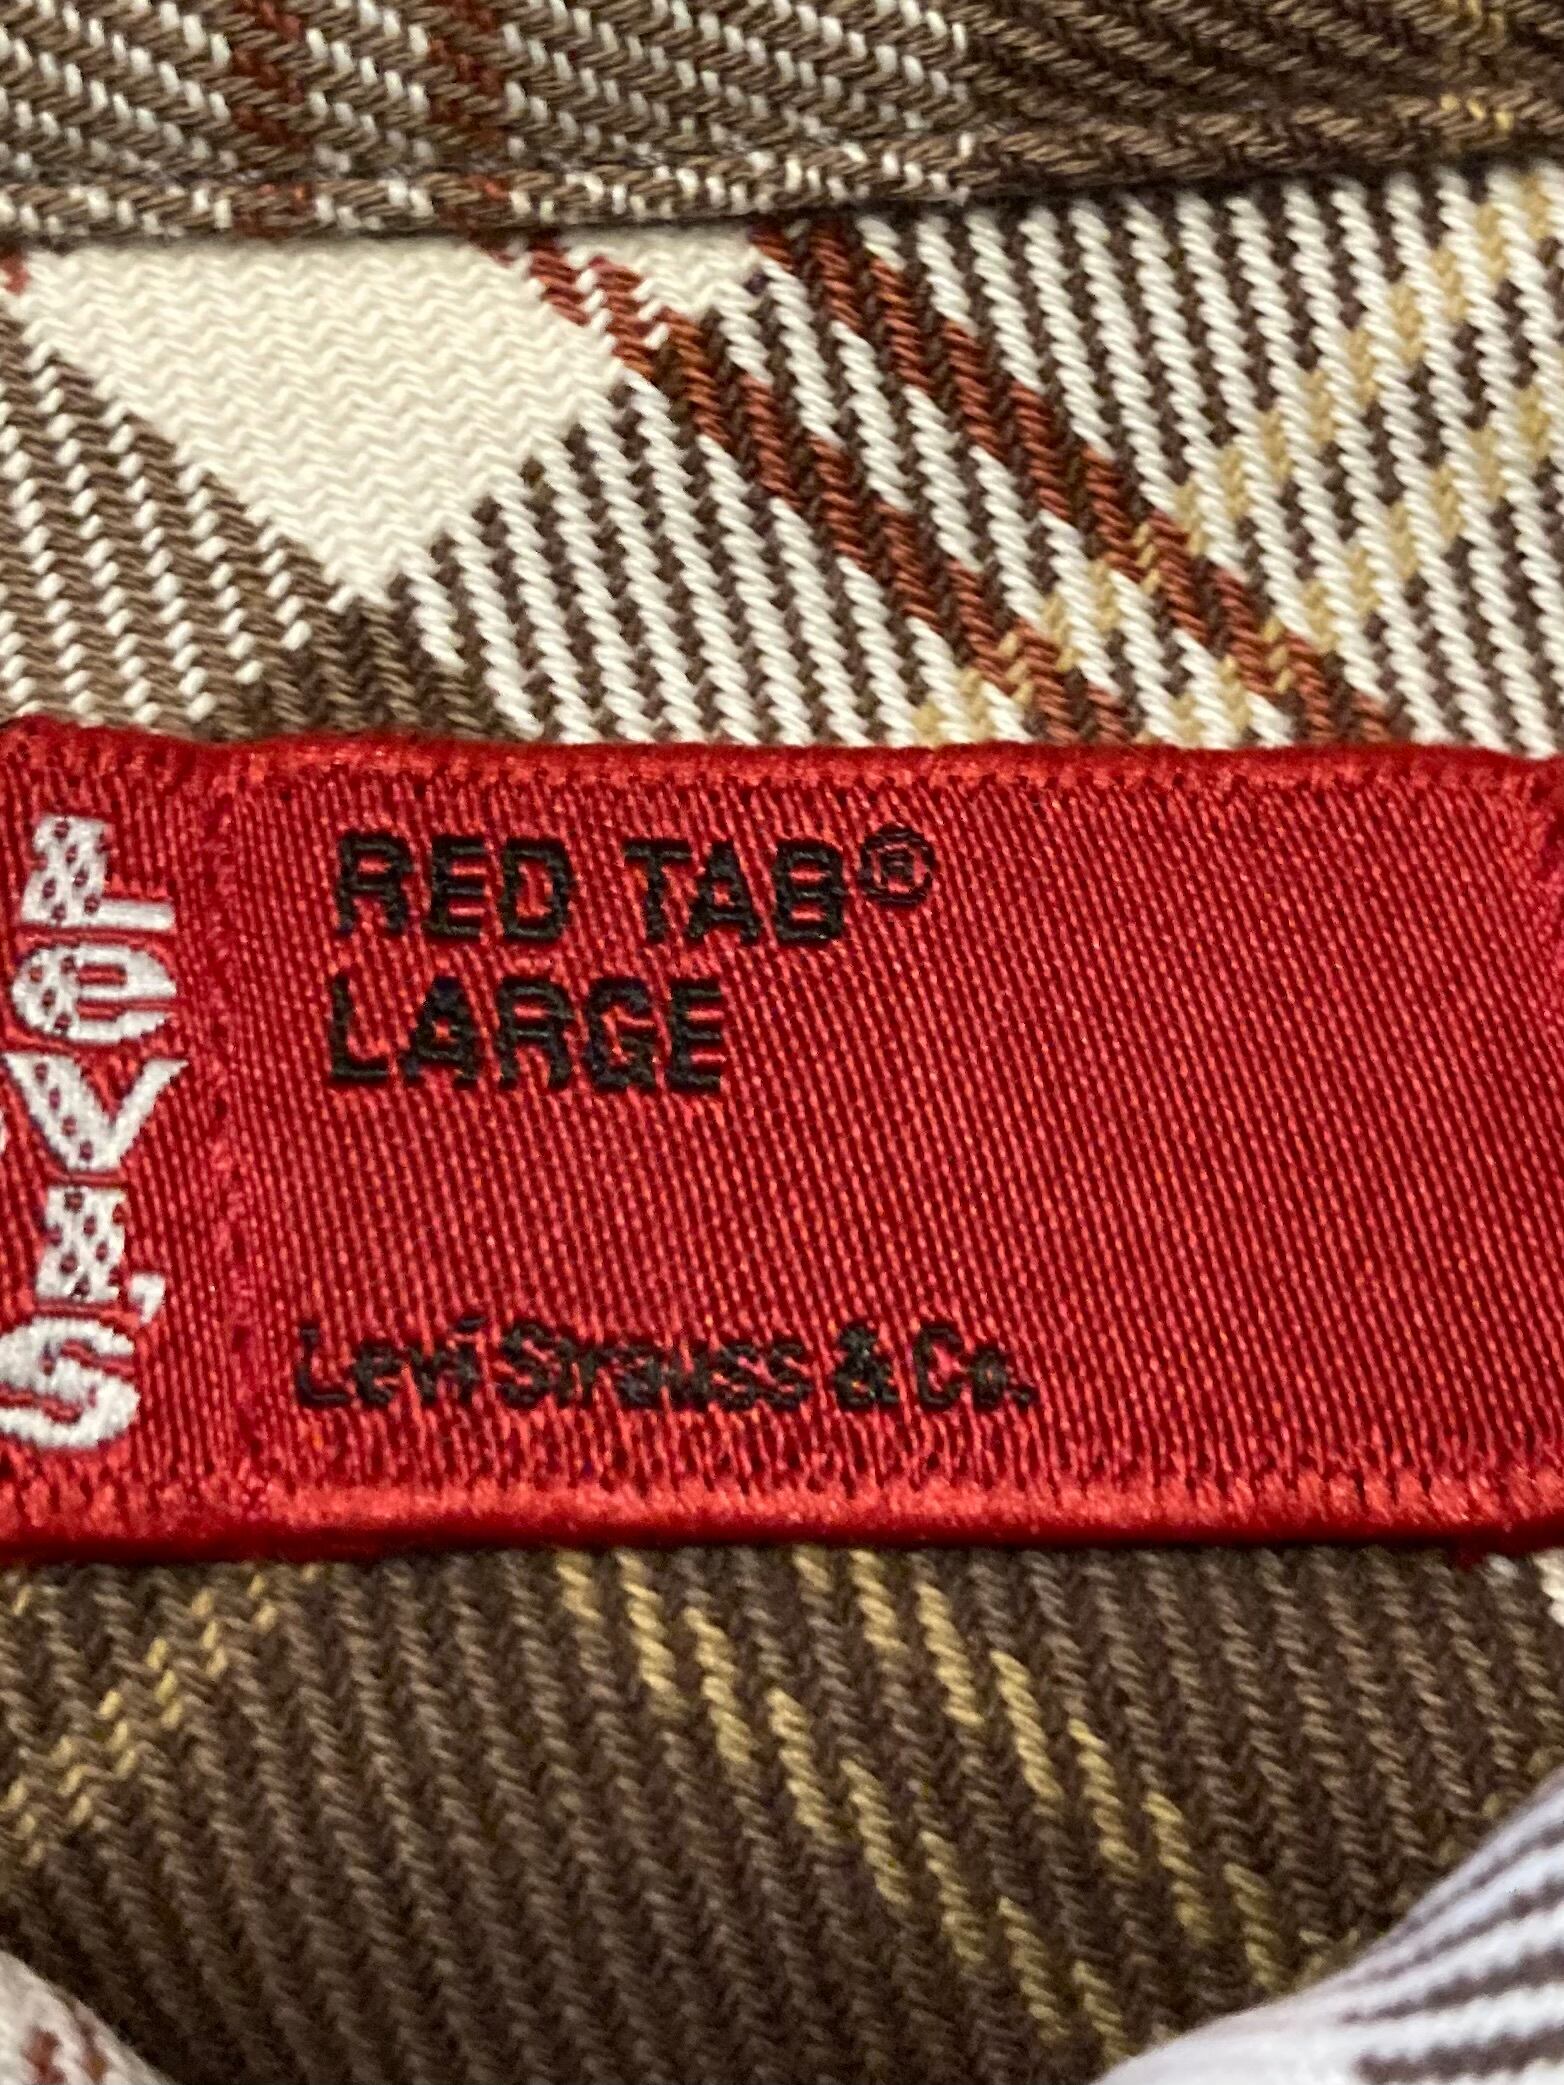 LeVI'S
RED TAB®
LARGE
Levi Strauss & Co.